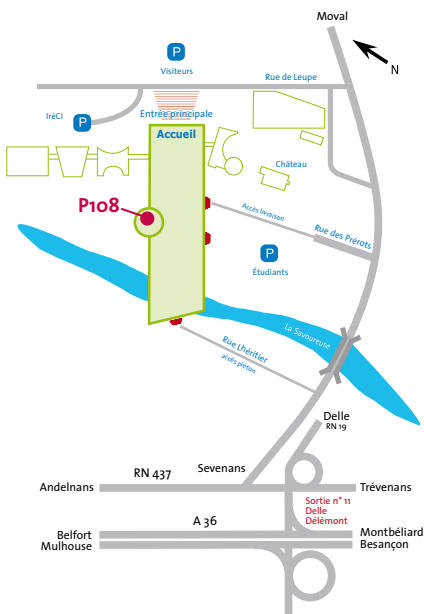 Moval
N
P
Visiteurs
Rue de Leupe
IréCI
P
Entrée principale
Accueil
Château
P108
Accès livraison
Rue des Prérots
P
Étudiants
La Savoureuse
Rue Lhéritier
accès piéton
Delle
RN 19
Sevenans
RN 437
Andelnans
Trévenans
Sortie n° 11
Delle
Délémont
A 36
Belfort
Mulhouse
Montbéliard
Besançon